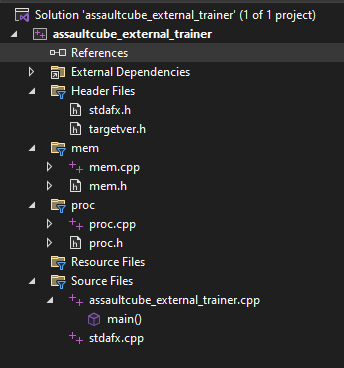 Solution 'assaultcube_external_trainer' (1 of 1 project)
assaultcube_external_trainer
References
External Dependencies
Header Files
stdafx.h
targetver.h
mem
mem.cpp
mem.h
proc
proc.cpp
proc.h
Resource Files
Source Files
assaultcube_external_trainer.cpp
main()
stdafx.cpp